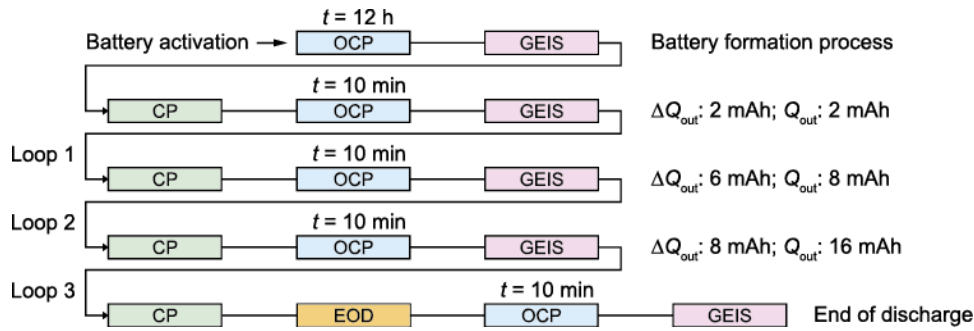 t = 12 h
Battery activation → OCP GEIS Battery formation process
t = 10 min
CP OCP GEIS ΔQout: 2 mAh; Qout: 2 mAh
Loop 1
t = 10 min
CP OCP GEIS ΔQout: 6 mAh; Qout: 8 mAh
Loop 2
t = 10 min
CP OCP GEIS ΔQout: 8 mAh; Qout: 16 mAh
Loop 3
t = 10 min
CP EOD OCP GEIS End of discharge